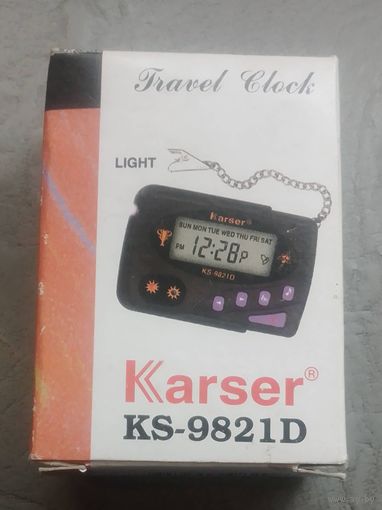 Travel Clock
LIGHT
Karser®
SUN MON TUE WED THU FRI SAT
PM 12:28P
KS-9821D
Karser®
KS-9821D